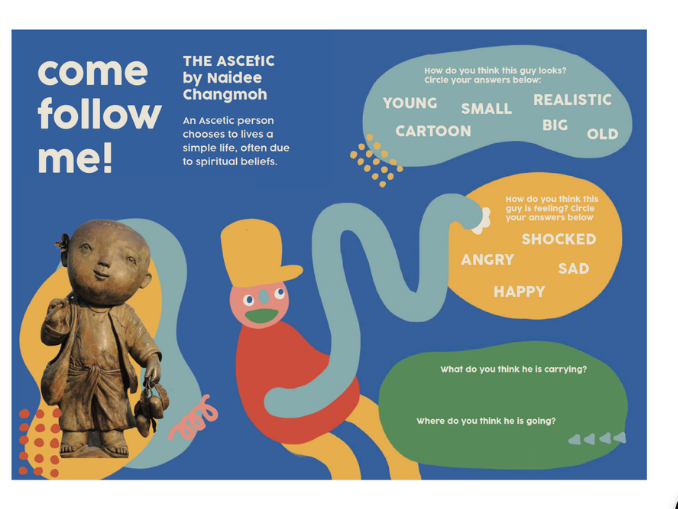 come
follow
me!
THE ASCEtIC
by Naidee
Changmoh
An Ascetic person
chooses to lives a
simple life, often due
to spiritual beliefs.
How do you think this guy looks?
Circle your answers below:
YOUNG SMALL REALISTIC
CARTOON BIG OLD
How do you think this
guy is feeling? Circle
your answers below
SHOCKED
ANGRY SAD
HAPPY
What do you think he is carrying?
Where do you think he is going?